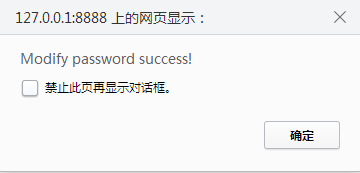 127.0.0.1:8888 上的网页显示：
Modify password success!
禁止此页再显示对话框。
确定